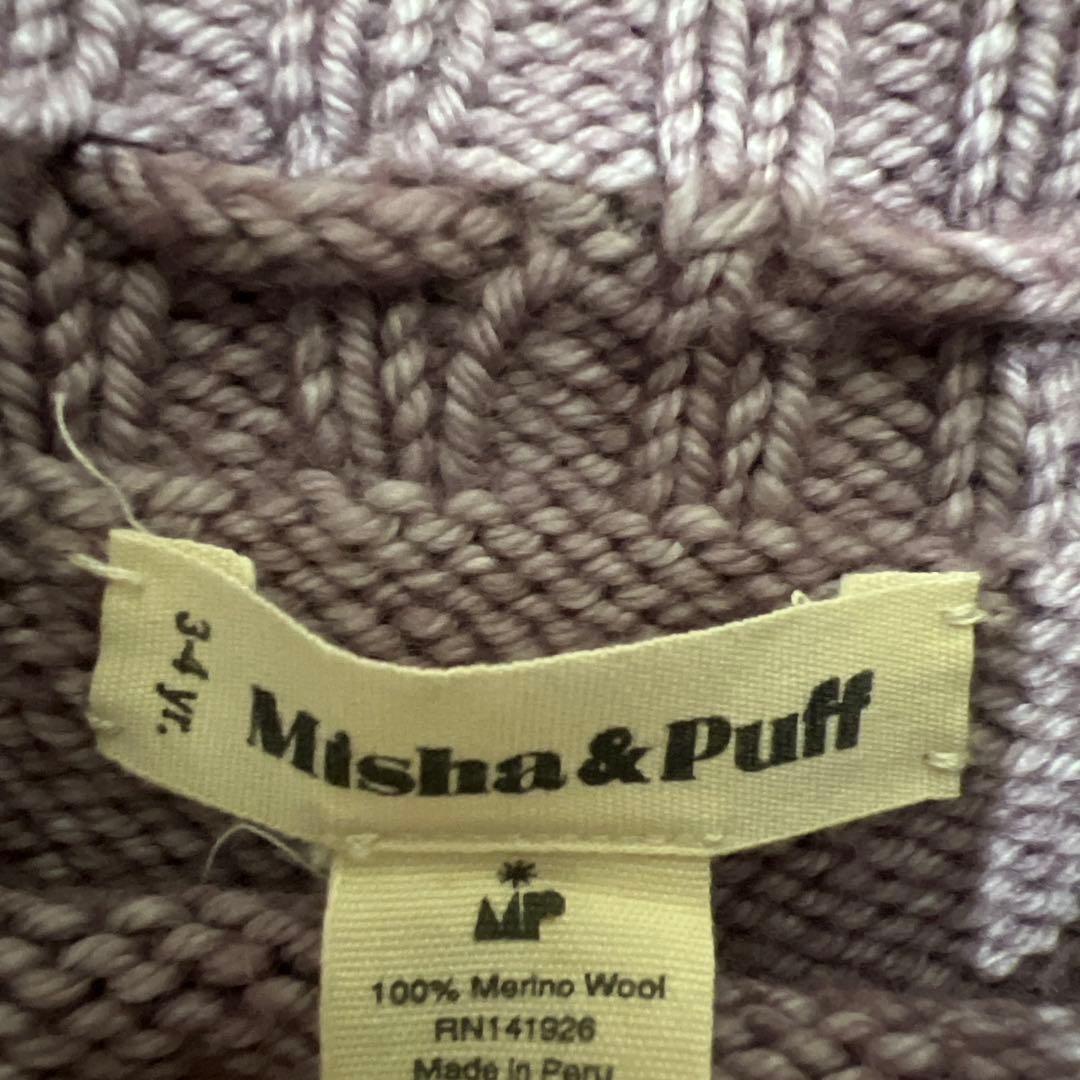 3-4 yr.
Misha & Puff
MP
100% Merino Wool
RN141926
Made in Peru